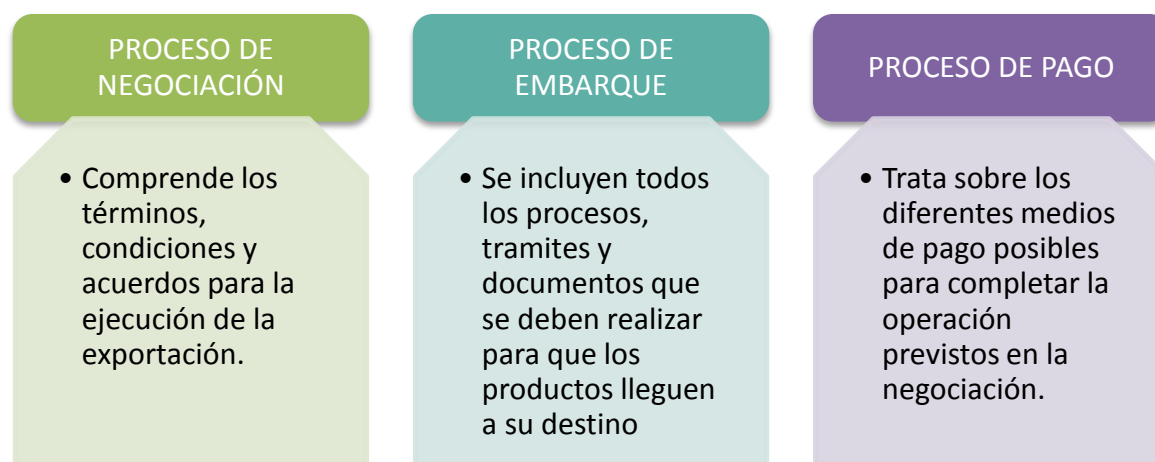 PROCESO DE
NEGOCIACIÓN
• Comprende los
términos,
condiciones y
acuerdos para la
ejecución de la
exportación.
PROCESO DE
EMBARQUE
• Se incluyen todos
los procesos,
tramites y
documentos que
se deben realizar
para que los
productos lleguen
a su destino
PROCESO DE PAGO
• Trata sobre los
diferentes medios
de pago posibles
para completar la
operación
previstos en la
negociación.